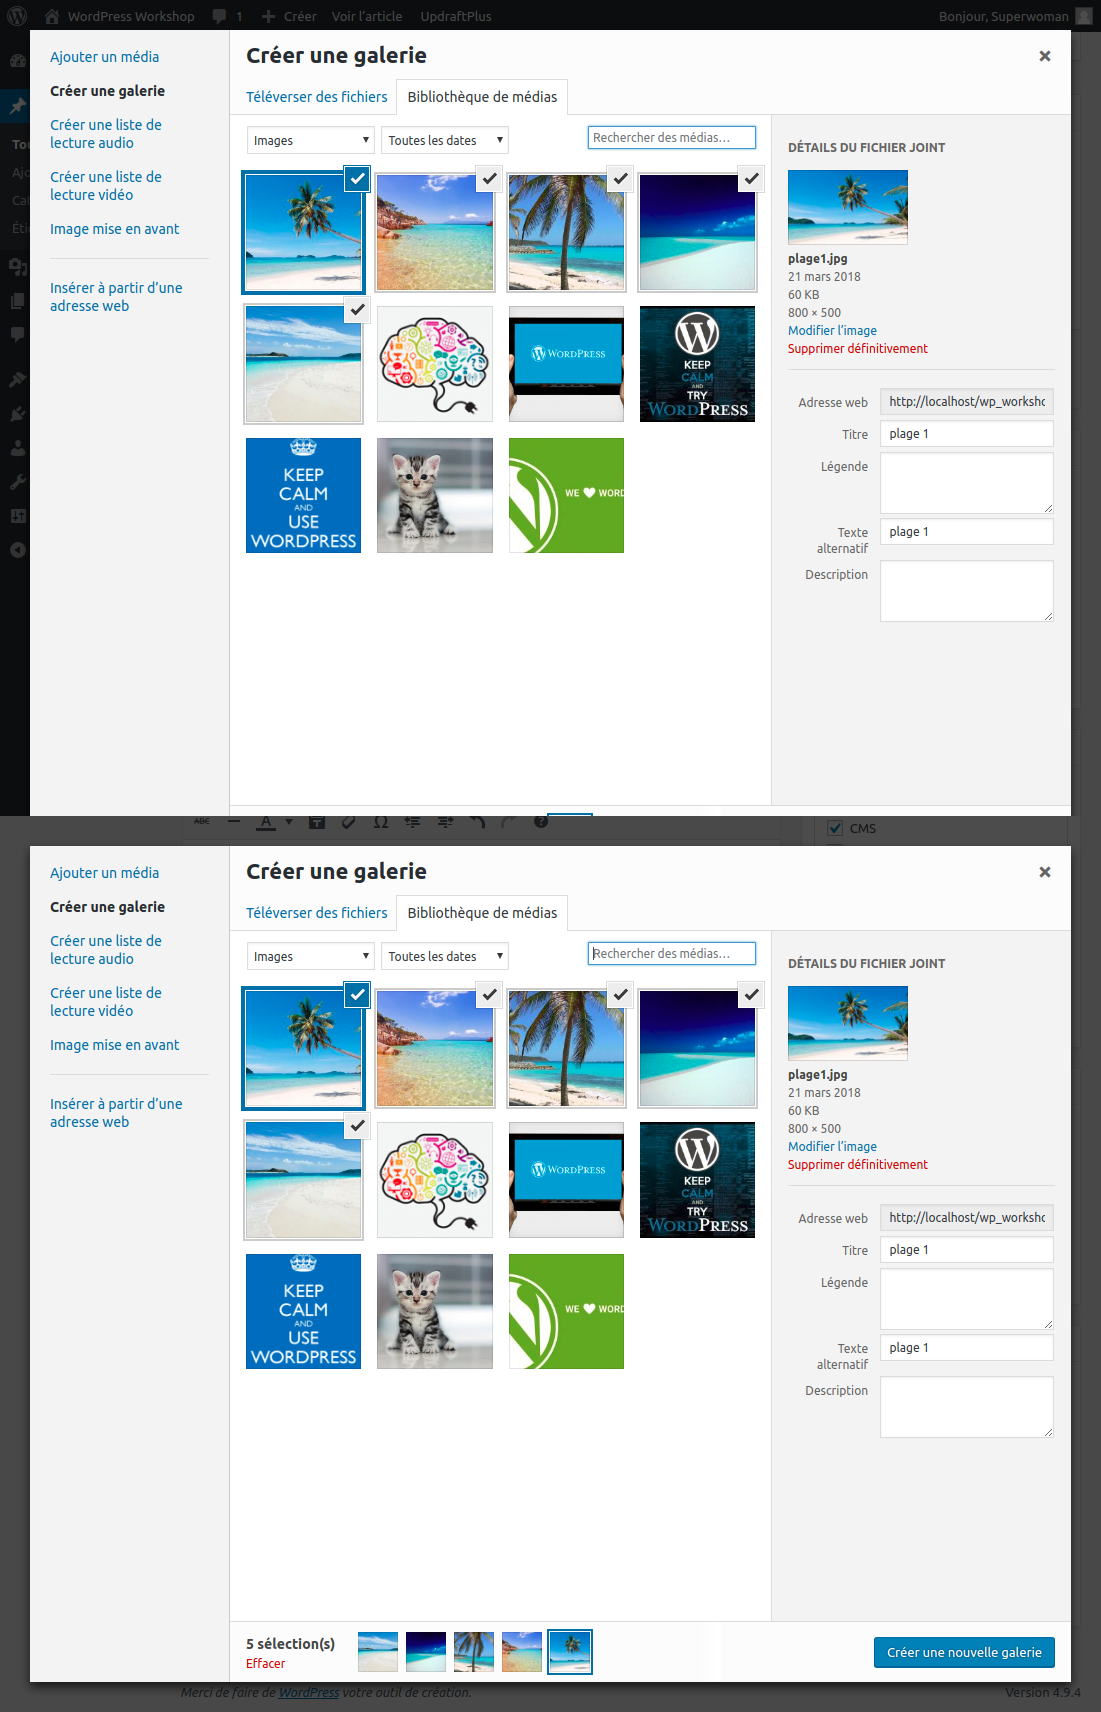 WordPress Workshop 1 Créer Voir l'article UpdraftPlus Bonjour, Superwoman
Ajouter un média
Créer une galerie
Créer une liste de
lecture audio
Créer une liste de
lecture vidéo
Image mise en avant
Insérer à partir d'une
adresse web
Créer une galerie
Téléverser des fichiers Bibliothèque de médias
Images Toutes les dates Rechercher des médias...
WORDPRESS
KEEP
CALM
AND
TRY
WORDPRESS
KEEP
CALM
AND
USE
WORDPRESS
WE WORD
DÉTAILS DU FICHIER JOINT
plage1.jpg
21 mars 2018
60 KB
800 × 500
Modifier l'image
Supprimer définitivement
Adresse web http://localhost/wp_worksho
Titre plage 1
Légende
Texte
alternatif plage 1
Description
ABC A Ω
CMS
Ajouter un média
Créer une galerie
Créer une liste de
lecture audio
Créer une liste de
lecture vidéo
Image mise en avant
Insérer à partir d'une
adresse web
Créer une galerie
Téléverser des fichiers Bibliothèque de médias
Images Toutes les dates Rechercher des médias...
WORDPRESS
KEEP
CALM
AND
TRY
WORDPRESS
KEEP
CALM
AND
USE
WORDPRESS
WE WORD
DÉTAILS DU FICHIER JOINT
plage1.jpg
21 mars 2018
60 KB
800 × 500
Modifier l'image
Supprimer définitivement
Adresse web http://localhost/wp_worksho
Titre plage 1
Légende
Texte
alternatif plage 1
Description
5 sélection(s)
Effacer
Créer une nouvelle galerie
Merci de faire de WordPress votre outil de création. Version 4.9.4